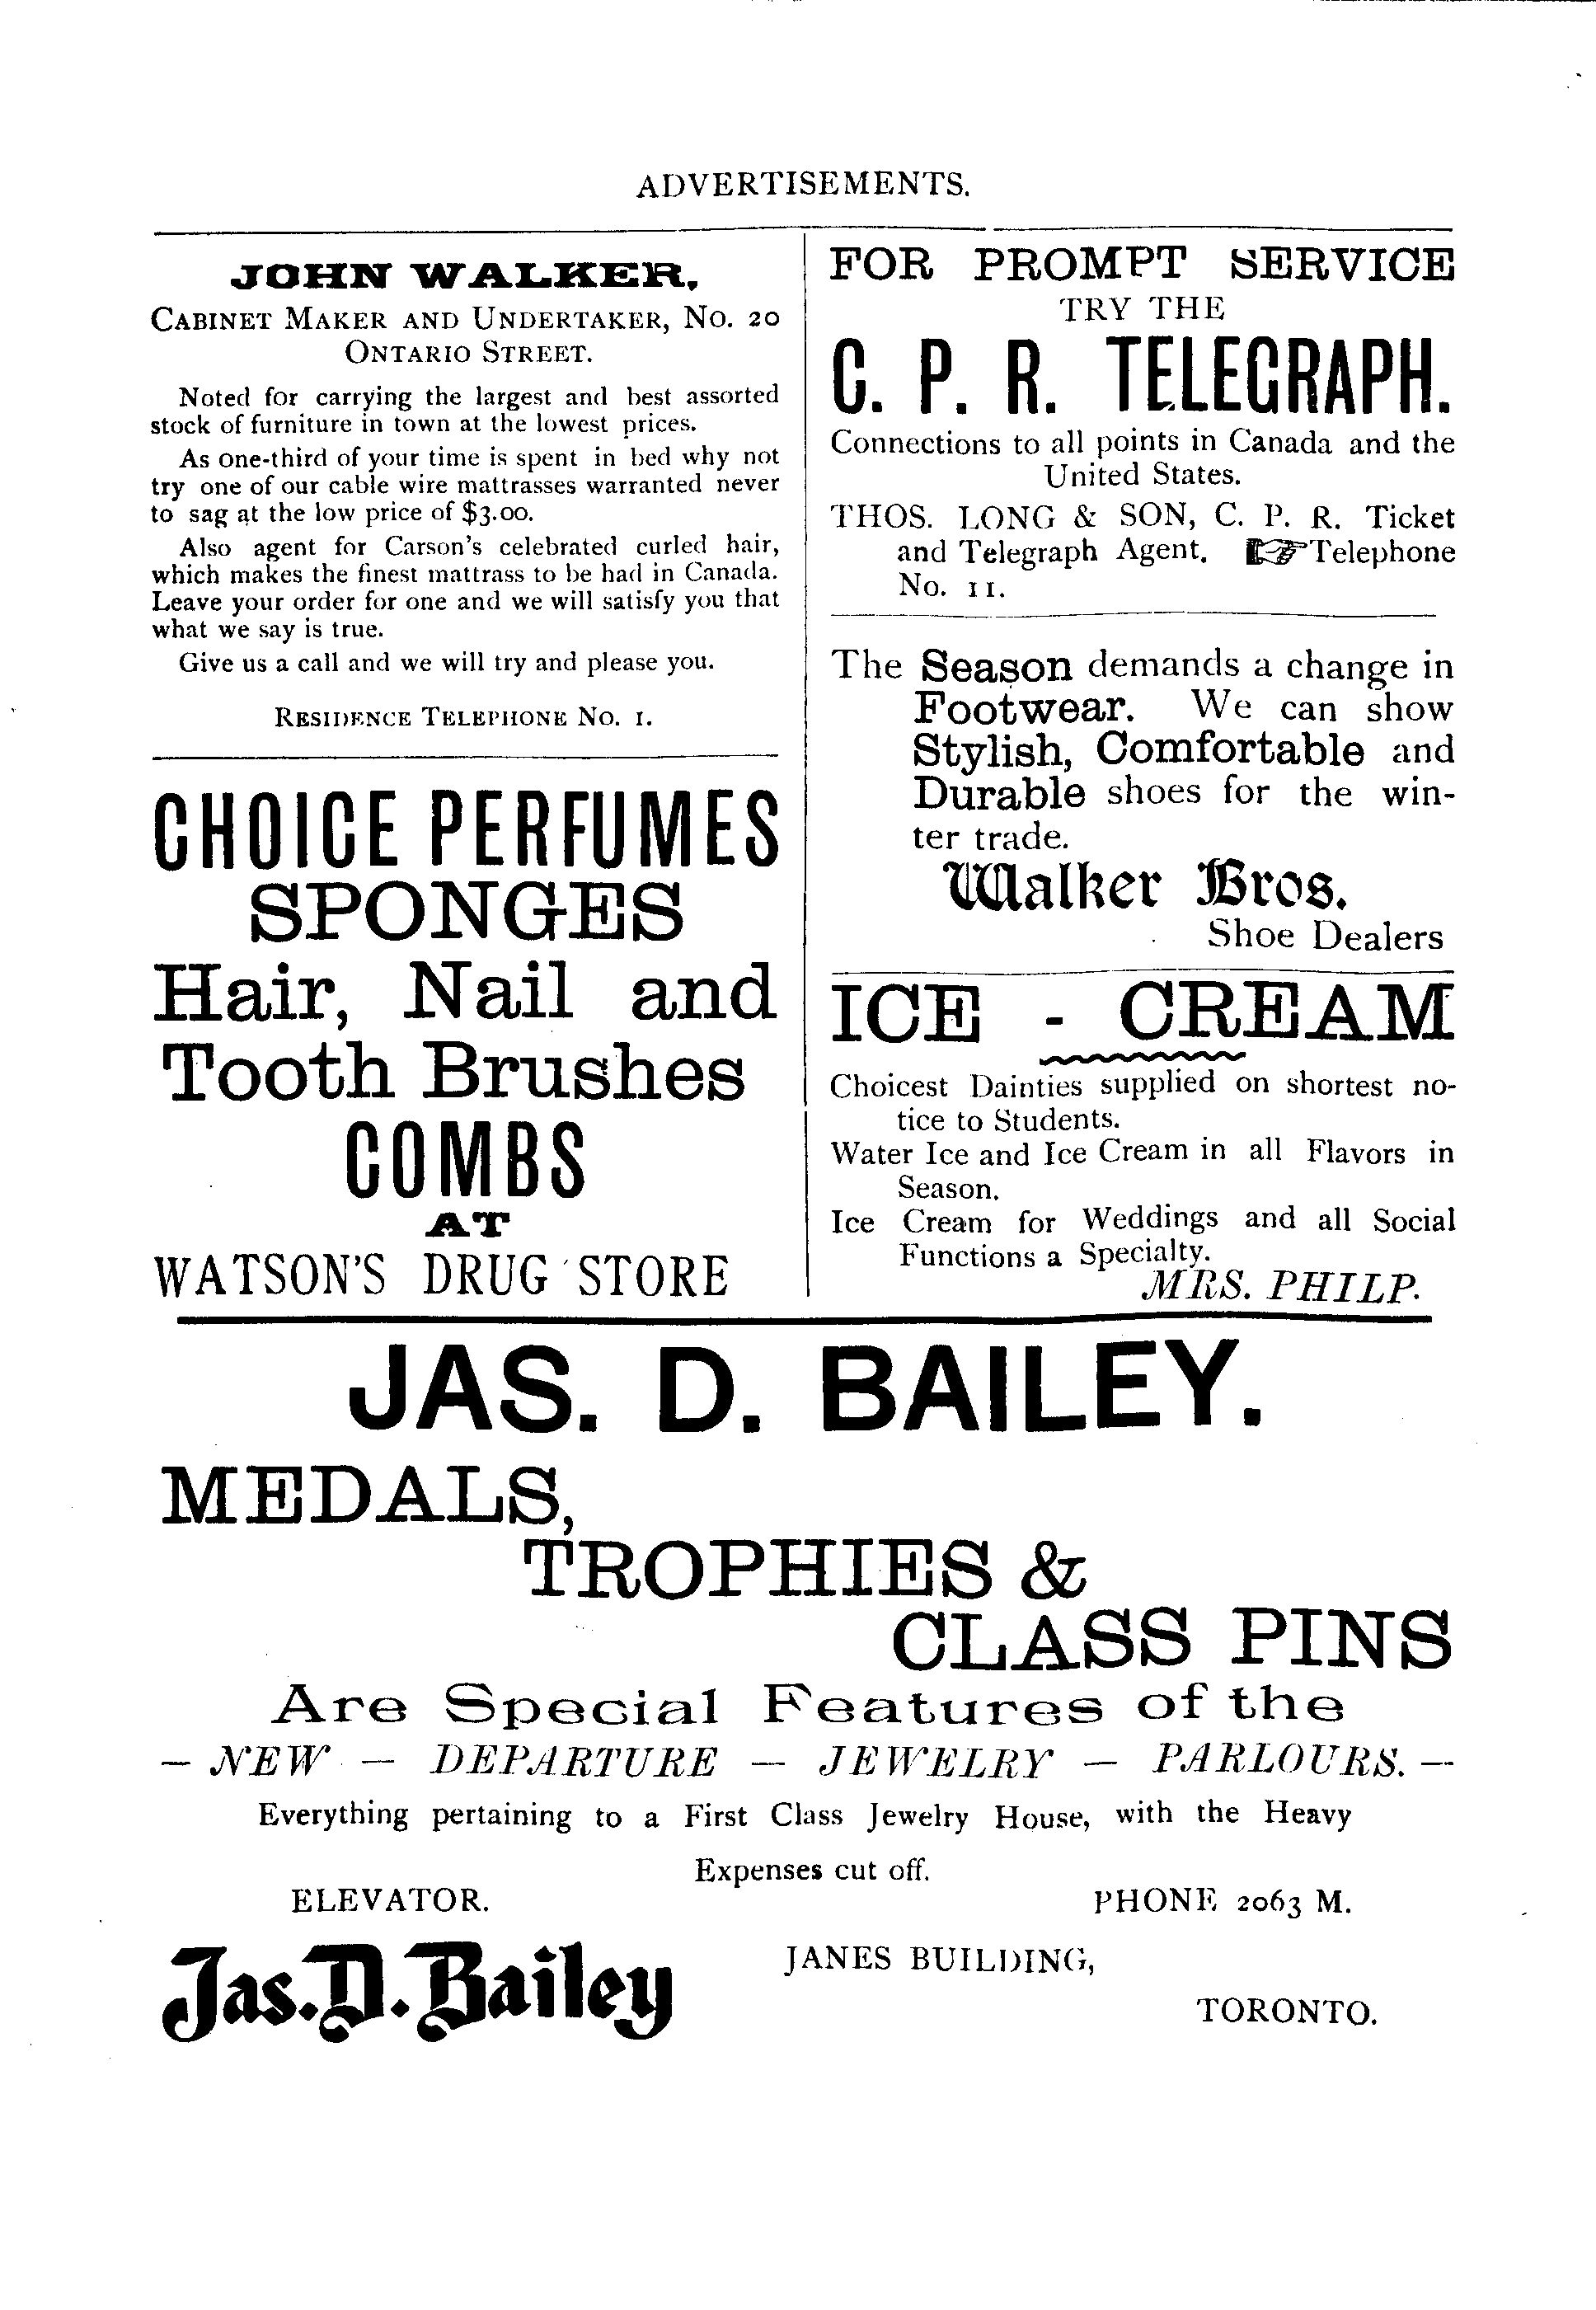 ADVERTISEMENTS.
JOHN WALKER,
CABINET MAKER AND UNDERTAKER, NO. 20
ONTARIO STREET.
Noted for carrying the largest and best assorted
stock of furniture in town at the lowest prices.
As one-third of your time is spent in bed why not
try one of our cable wire mattrasses warranted never
to sag at the low price of $3.00.
Also agent for Carson's celebrated curled hair,
which makes the finest mattrass to be had in Canada.
Leave your order for one and we will satisfy you that
what we say is true.
Give us a call and we will try and please you.
RESIDENCE TELEPHONE NO. 1.
CHOICE PERFUMES
SPONGES
Hair, Nail and
Tooth Brushes
COMBS
AT
WATSON'S DRUG STORE
FOR PROMPT SERVICE
TRY THE
C. P. R. TELEGRAPH.
Connections to all points in Canada and the
United States.
THOS. LONG & SON, C. P. R. Ticket
and Telegraph Agent. ☞Telephone
No. 11.
The Season demands a change in
Footwear. We can show
Stylish, Comfortable and
Durable shoes for the win-
ter trade.
Walker Bros.
Shoe Dealers
ICE - CREAM
Choicest Dainties supplied on shortest no-
tice to Students.
Water Ice and Ice Cream in all Flavors in
Season.
Ice Cream for Weddings and all Social
Functions a Specialty.
MRS. PHILP.
JAS. D. BAILEY.
MEDALS,
TROPHIES &
CLASS PINS
Are Special Features of the
— NEW — DEPARTURE — JEWELRY — PARLOURS. —
Everything pertaining to a First Class Jewelry House, with the Heavy
Expenses cut off.
ELEVATOR. PHONE 2063 M.
Jas. D. Bailey JANES BUILDING,
TORONTO.